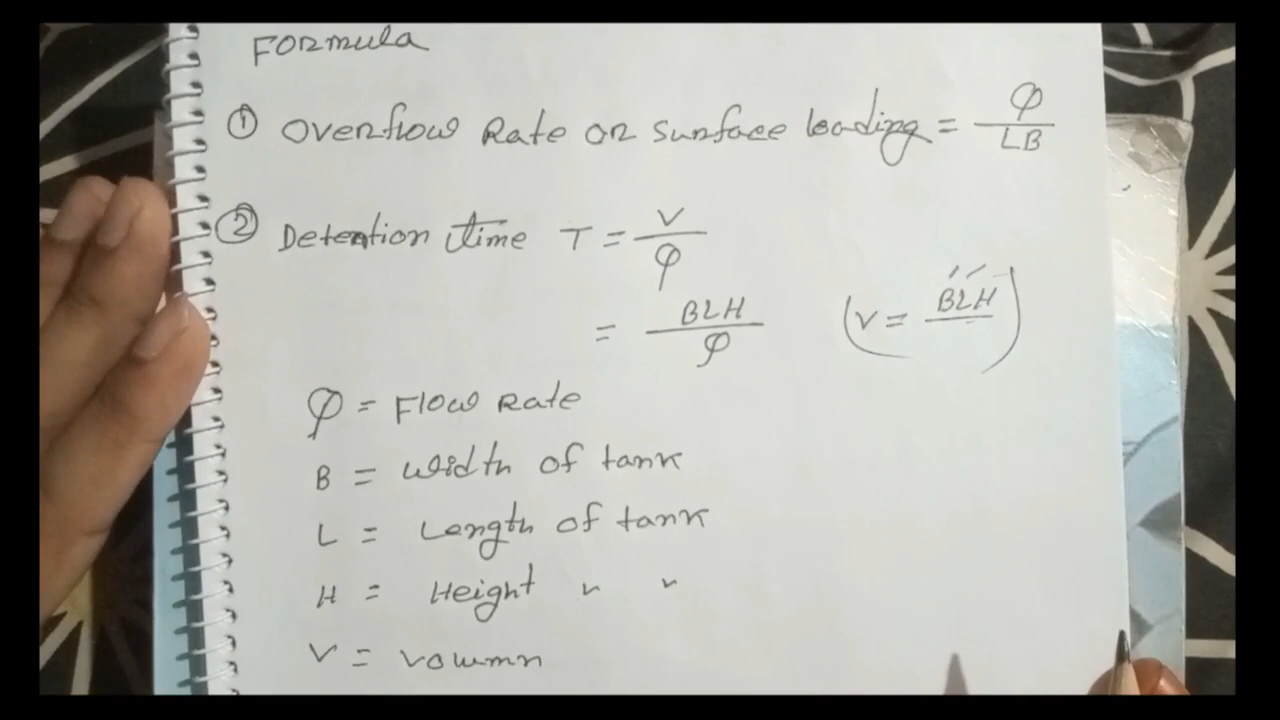 Formula
① Overflow Rate or surface loading = Q/LB
② Detention time T = V/Q
= BLH/Q (V = BLH)
Q = Flow Rate
B = width of tank
L = Length of tank
H = Height " "
V = voumn